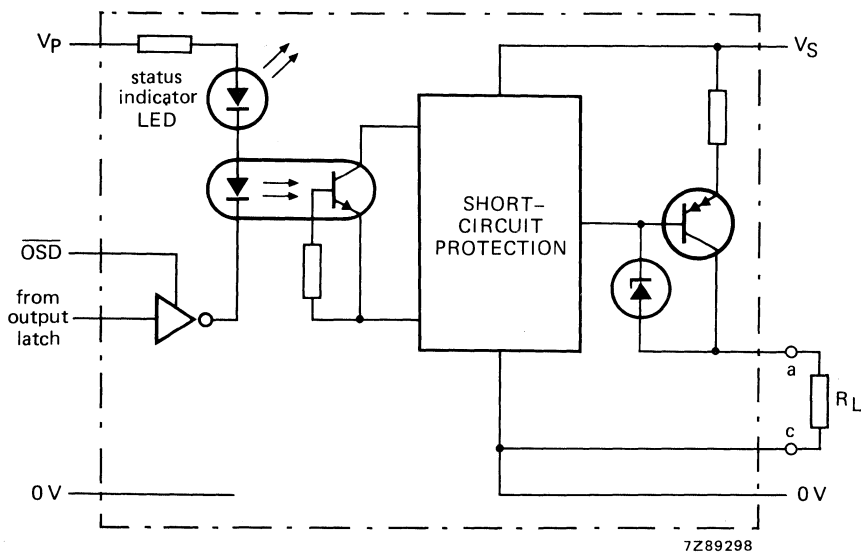 VP
VS
status
indicator
LED
SHORT–
CIRCUIT
PROTECTION
OSD
from
output
latch
a
RL
c
0 V
0 V
7Z89298